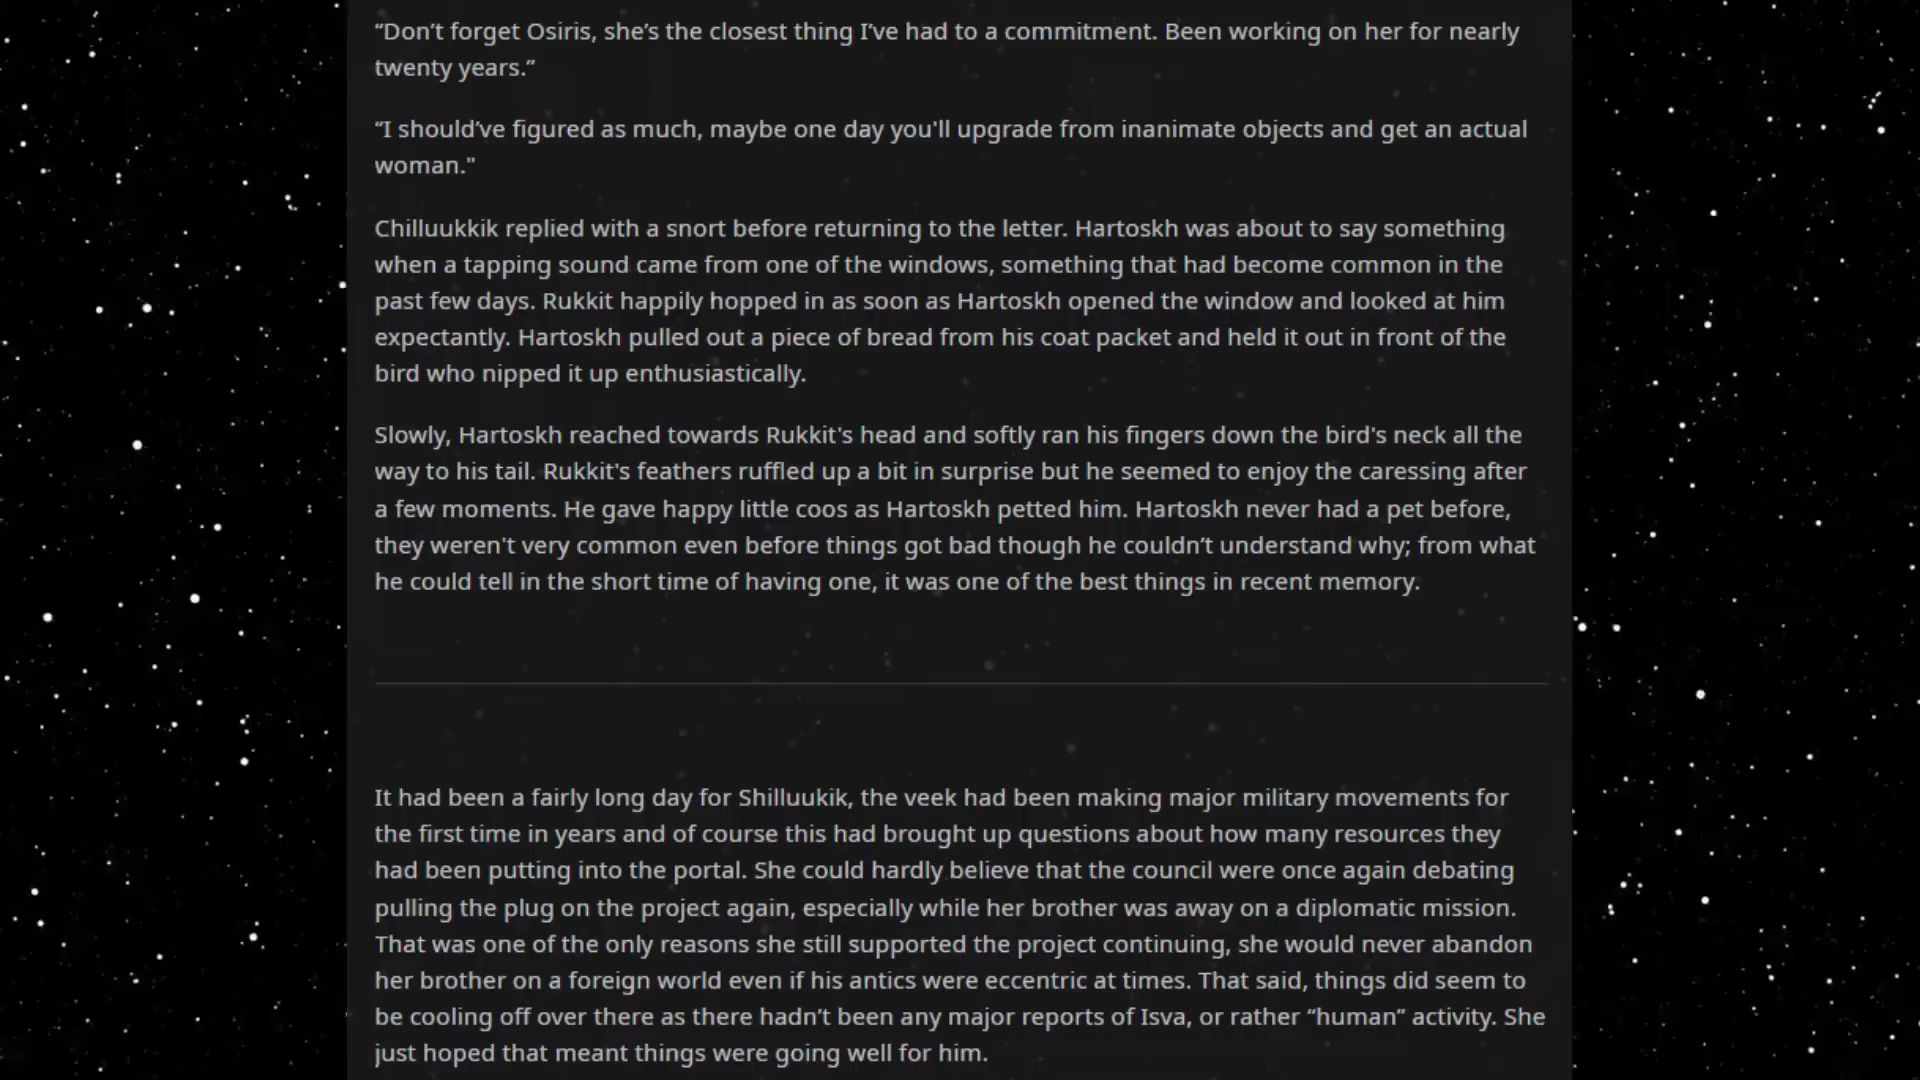 “Don’t forget Osiris, she’s the closest thing I’ve had to a commitment. Been working on her for nearly
twenty years.”
“I should’ve figured as much, maybe one day you'll upgrade from inanimate objects and get an actual
woman."
Chilluukkik replied with a snort before returning to the letter. Hartoskh was about to say something
when a tapping sound came from one of the windows, something that had become common in the
past few days. Rukkit happily hopped in as soon as Hartoskh opened the window and looked at him
expectantly. Hartoskh pulled out a piece of bread from his coat packet and held it out in front of the
bird who nipped it up enthusiastically.
Slowly, Hartoskh reached towards Rukkit's head and softly ran his fingers down the bird's neck all the
way to his tail. Rukkit's feathers ruffled up a bit in surprise but he seemed to enjoy the caressing after
a few moments. He gave happy little coos as Hartoskh petted him. Hartoskh never had a pet before,
they weren't very common even before things got bad though he couldn’t understand why; from what
he could tell in the short time of having one, it was one of the best things in recent memory.
It had been a fairly long day for Shilluukik, the veek had been making major military movements for
the first time in years and of course this had brought up questions about how many resources they
had been putting into the portal. She could hardly believe that the council were once again debating
pulling the plug on the project again, especially while her brother was away on a diplomatic mission.
That was one of the only reasons she still supported the project continuing, she would never abandon
her brother on a foreign world even if his antics were eccentric at times. That said, things did seem to
be cooling off over there as there hadn’t been any major reports of Isva, or rather “human” activity. She
just hoped that meant things were going well for him.